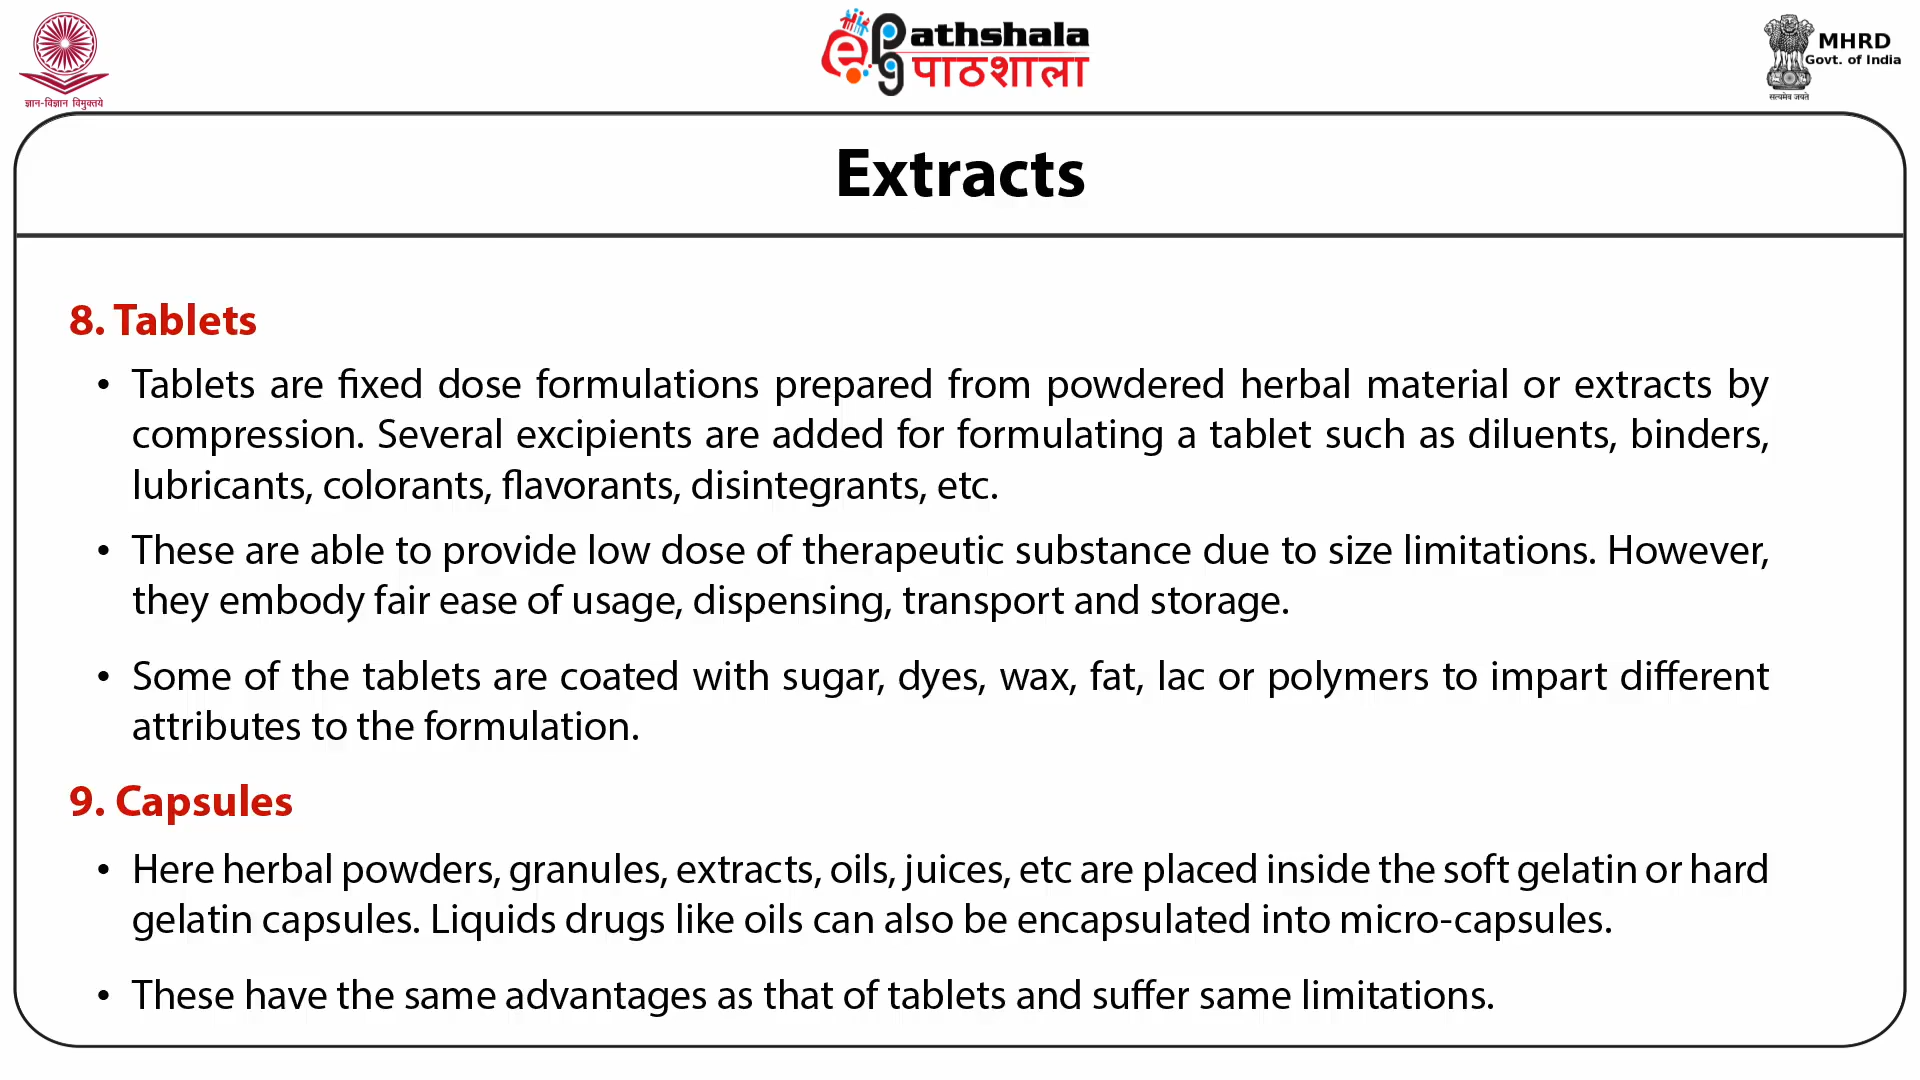 ज्ञान-विज्ञान विमुक्तये
ePGathshala
पाठशाला
MHRD
Govt. of India
सत्यमेव जयते
Extracts
8. Tablets
• Tablets are fixed dose formulations prepared from powdered herbal material or extracts by
compression. Several excipients are added for formulating a tablet such as diluents, binders,
lubricants, colorants, flavorants, disintegrants, etc.
• These are able to provide low dose of therapeutic substance due to size limitations. However,
they embody fair ease of usage, dispensing, transport and storage.
• Some of the tablets are coated with sugar, dyes, wax, fat, lac or polymers to impart different
attributes to the formulation.
9. Capsules
• Here herbal powders, granules, extracts, oils, juices, etc are placed inside the soft gelatin or hard
gelatin capsules. Liquids drugs like oils can also be encapsulated into micro-capsules.
• These have the same advantages as that of tablets and suffer same limitations.